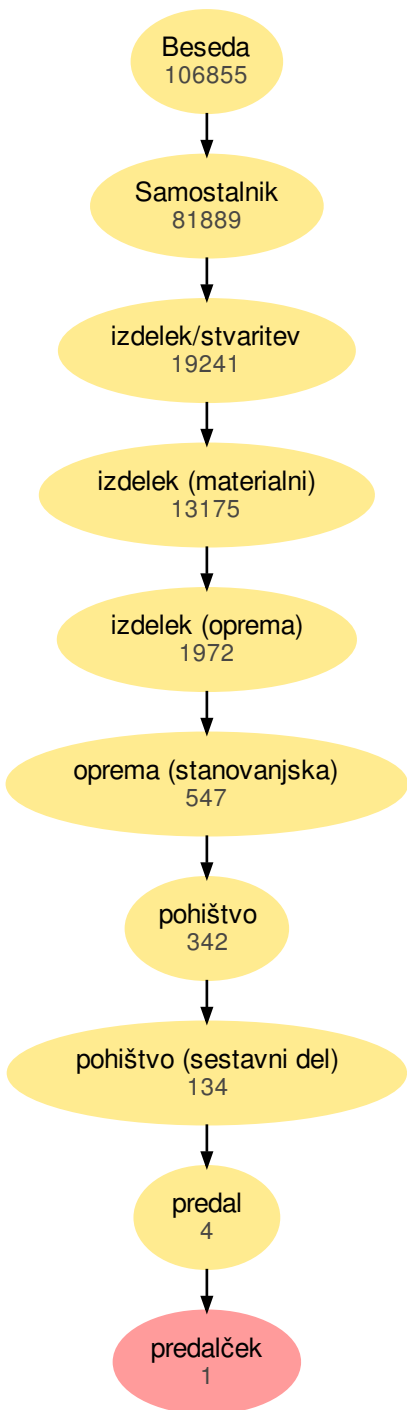 Beseda
106855
Samostalnik
81889
izdelek/stvaritev
19241
izdelek (materialni)
13175
izdelek (oprema)
1972
oprema (stanovanjska)
547
pohištvo
342
pohištvo (sestavni del)
134
predal
4
predalček
1